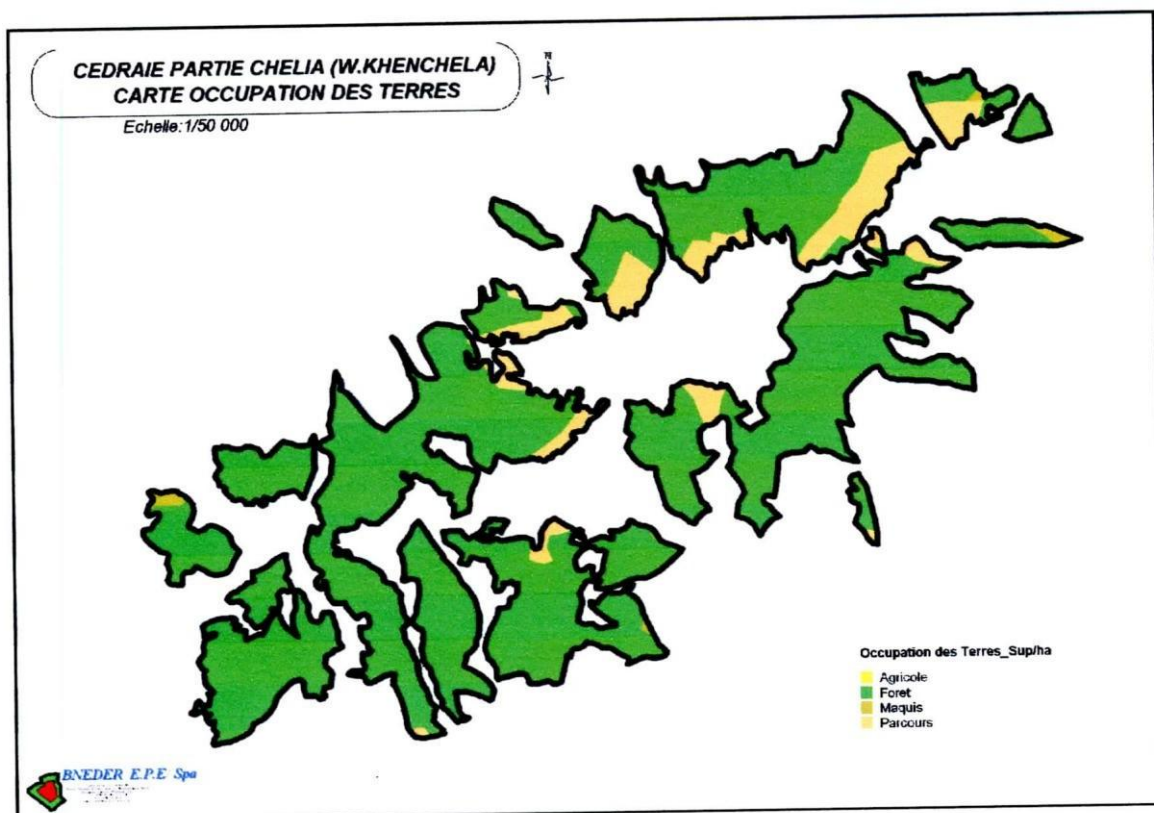 CEDRAIE PARTIE CHELIA (W.KHENCHELA)
CARTE OCCUPATION DES TERRES
Echelle:1/50 000
N
Occupation des Terres_Sup/ha
Agricole
Foret
Maquis
Parcours
BNEDER E.P.E Spa